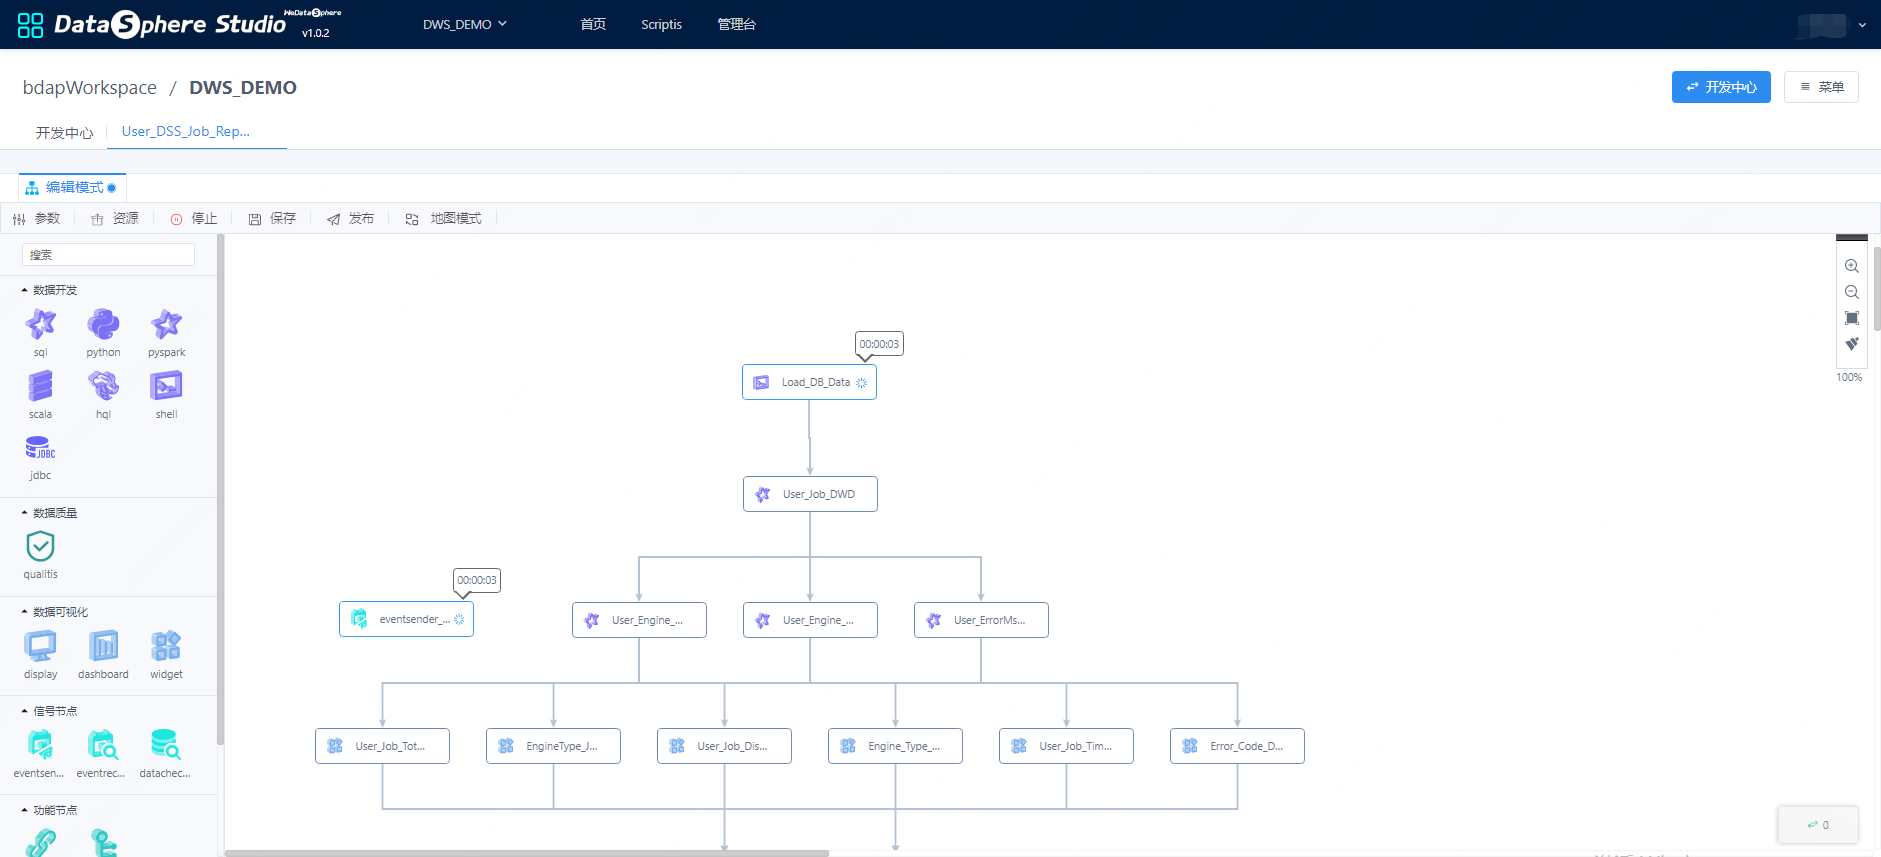 DataSphere Studio
WeDataSphere
v1.0.2
DWS_DEMO
首页
Scriptis
管理台
bdapWorkspace / DWS_DEMO
开发中心
菜单
开发中心
User_DSS_Job_Rep...
编辑模式
参数
资源
停止
保存
发布
地图模式
搜索
数据开发
sql
python
pyspark
scala
hql
shell
JDBC
jdbc
数据质量
qualitis
数据可视化
display
dashboard
widget
信号节点
eventsen...
eventrec...
datachec...
功能节点
00:00:03
Load_DB_Data
User_Job_DWD
00:00:03
eventsender_...
User_Engine_...
User_Engine_...
User_ErrorMs...
User_Job_Tot...
EngineType_J...
User_Job_Dis...
Engine_Type_...
User_Job_Tim...
Error_Code_D...
100%
0